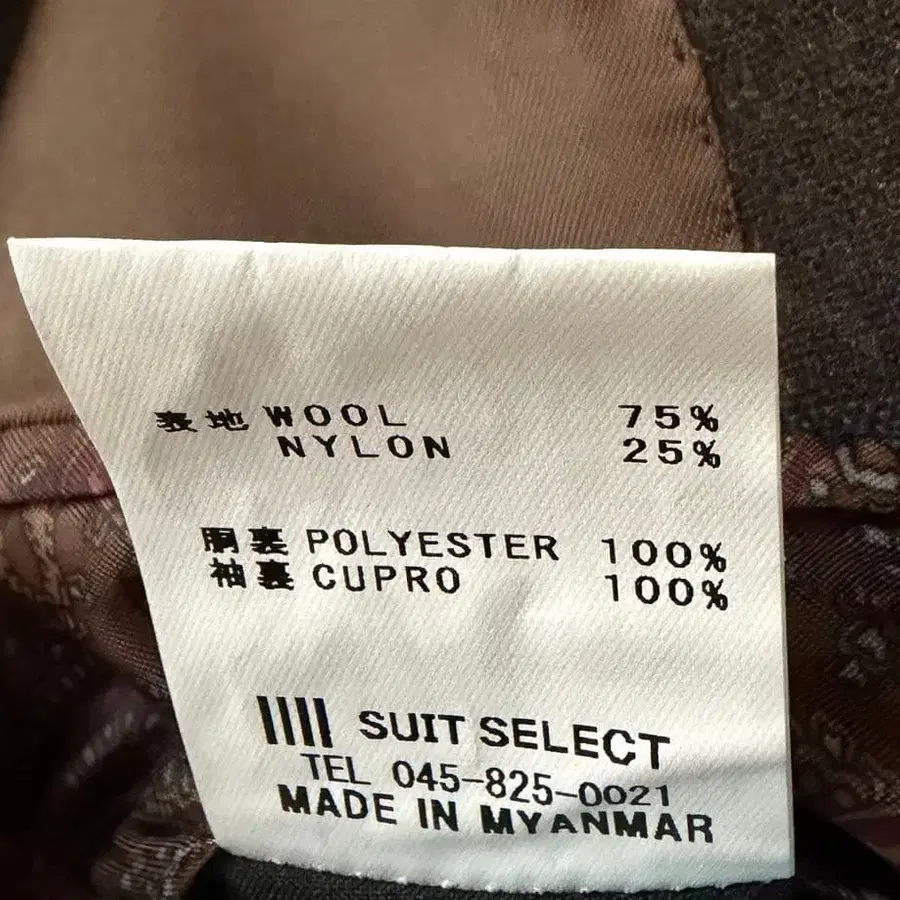 表地 WOOL 75%
NYLON 25%
胴裏 POLYESTER 100%
袖裏 CUPRO 100%
SUIT SELECT
TEL 045-825-0021
MADE IN MYANMAR